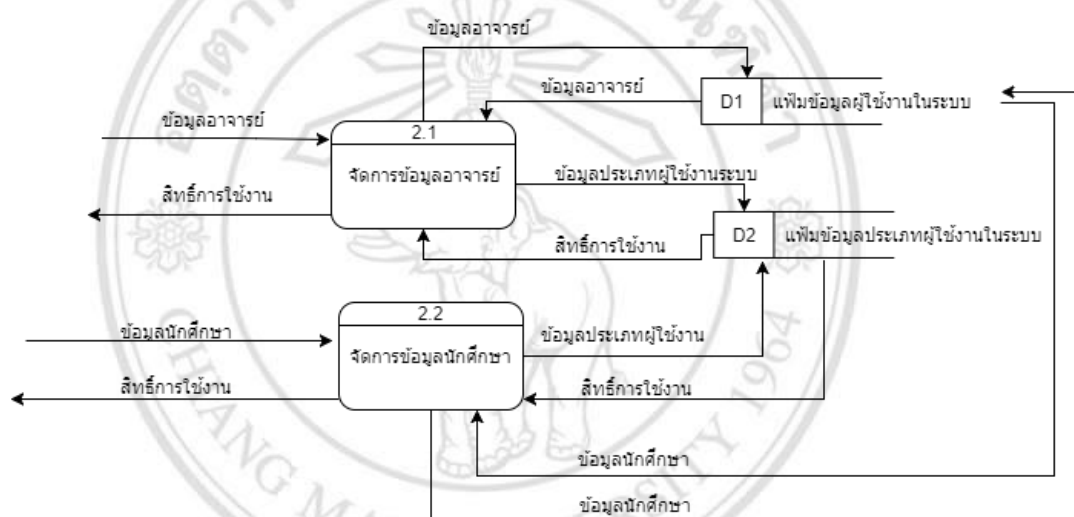 ข้อมูลอาจารย์
ข้อมูลอาจารย์
D1 แฟ้มข้อมูลผู้ใช้งานในระบบ
ข้อมูลอาจารย์
2.1
จัดการข้อมูลอาจารย์
ข้อมูลประเภทผู้ใช้งานระบบ
สิทธิ์การใช้งาน
D2 แฟ้มข้อมูลประเภทผู้ใช้งานในระบบ
สิทธิ์การใช้งาน
2.2
ข้อมูลนักศึกษา
ข้อมูลประเภทผู้ใช้งาน
จัดการข้อมูลนักศึกษา
สิทธิ์การใช้งาน
สิทธิ์การใช้งาน
ข้อมูลนักศึกษา
ข้อมูลนักศึกษา